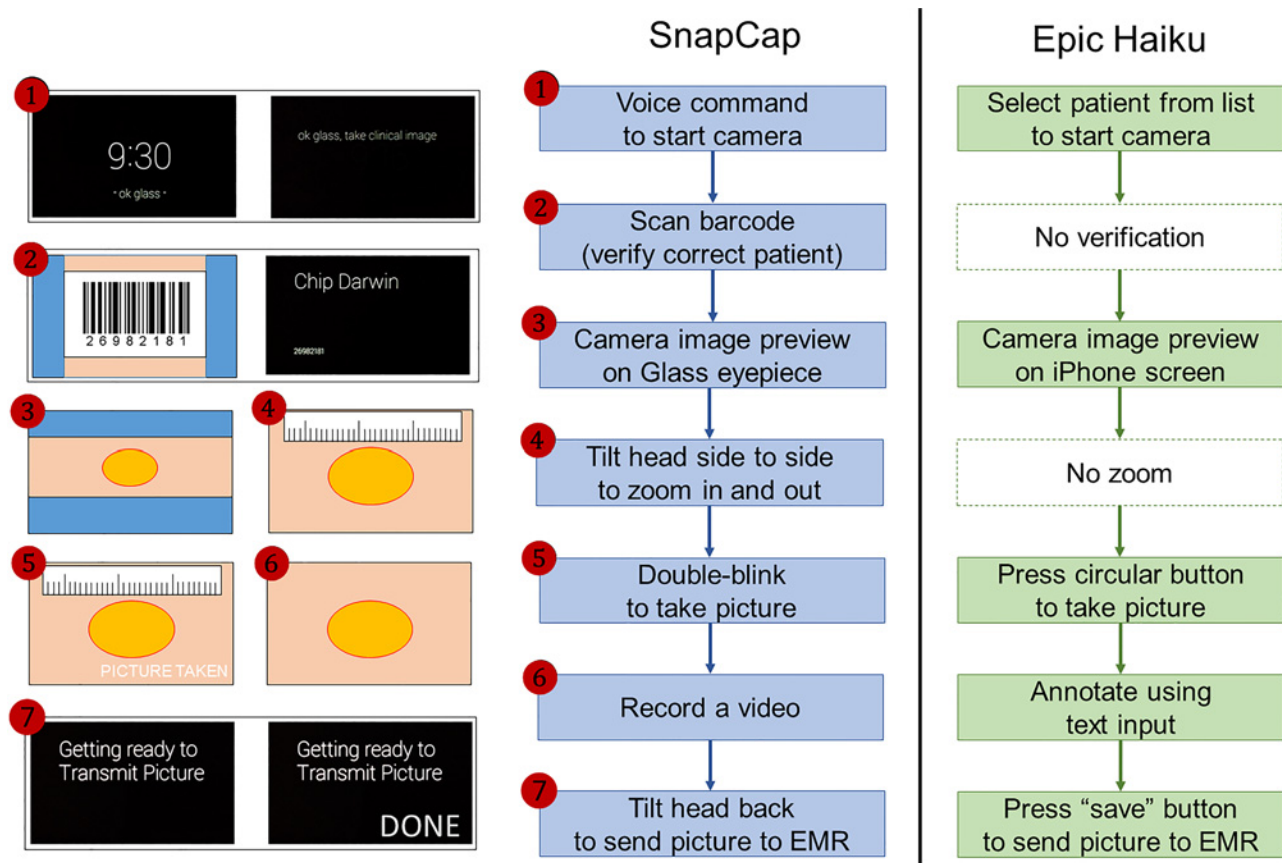 SnapCap
Epic Haiku
1
9:30
- ok glass -
ok glass, take clinical image
2
26982181
Chip Darwin
26982181
3
4
5
PICTURE TAKEN
6
7
Getting ready to
Transmit Picture
Getting ready to
Transmit Picture
DONE
1
Voice command
to start camera
2
Scan barcode
(verify correct patient)
3
Camera image preview
on Glass eyepiece
4
Tilt head side to side
to zoom in and out
5
Double-blink
to take picture
6
Record a video
7
Tilt head back
to send picture to EMR
Select patient from list
to start camera
No verification
Camera image preview
on iPhone screen
No zoom
Press circular button
to take picture
Annotate using
text input
Press “save” button
to send picture to EMR